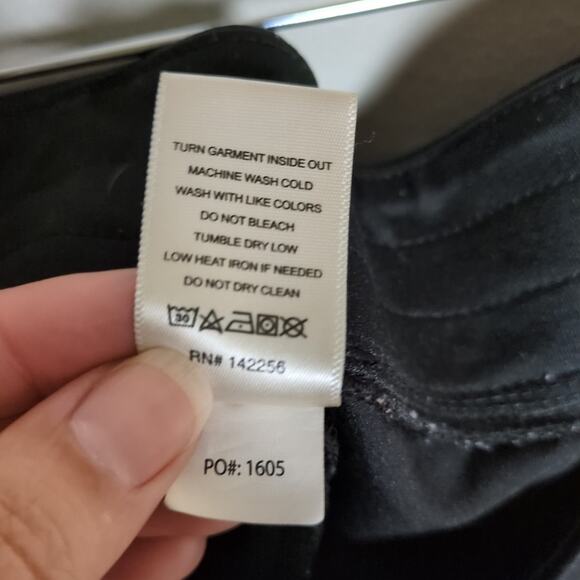 TURN GARMENT INSIDE OUT
MACHINE WASH COLD
WASH WITH LIKE COLORS
DO NOT BLEACH
TUMBLE DRY LOW
LOW HEAT IRON IF NEEDED
DO NOT DRY CLEAN
30
RN# 142256
PO#: 1605